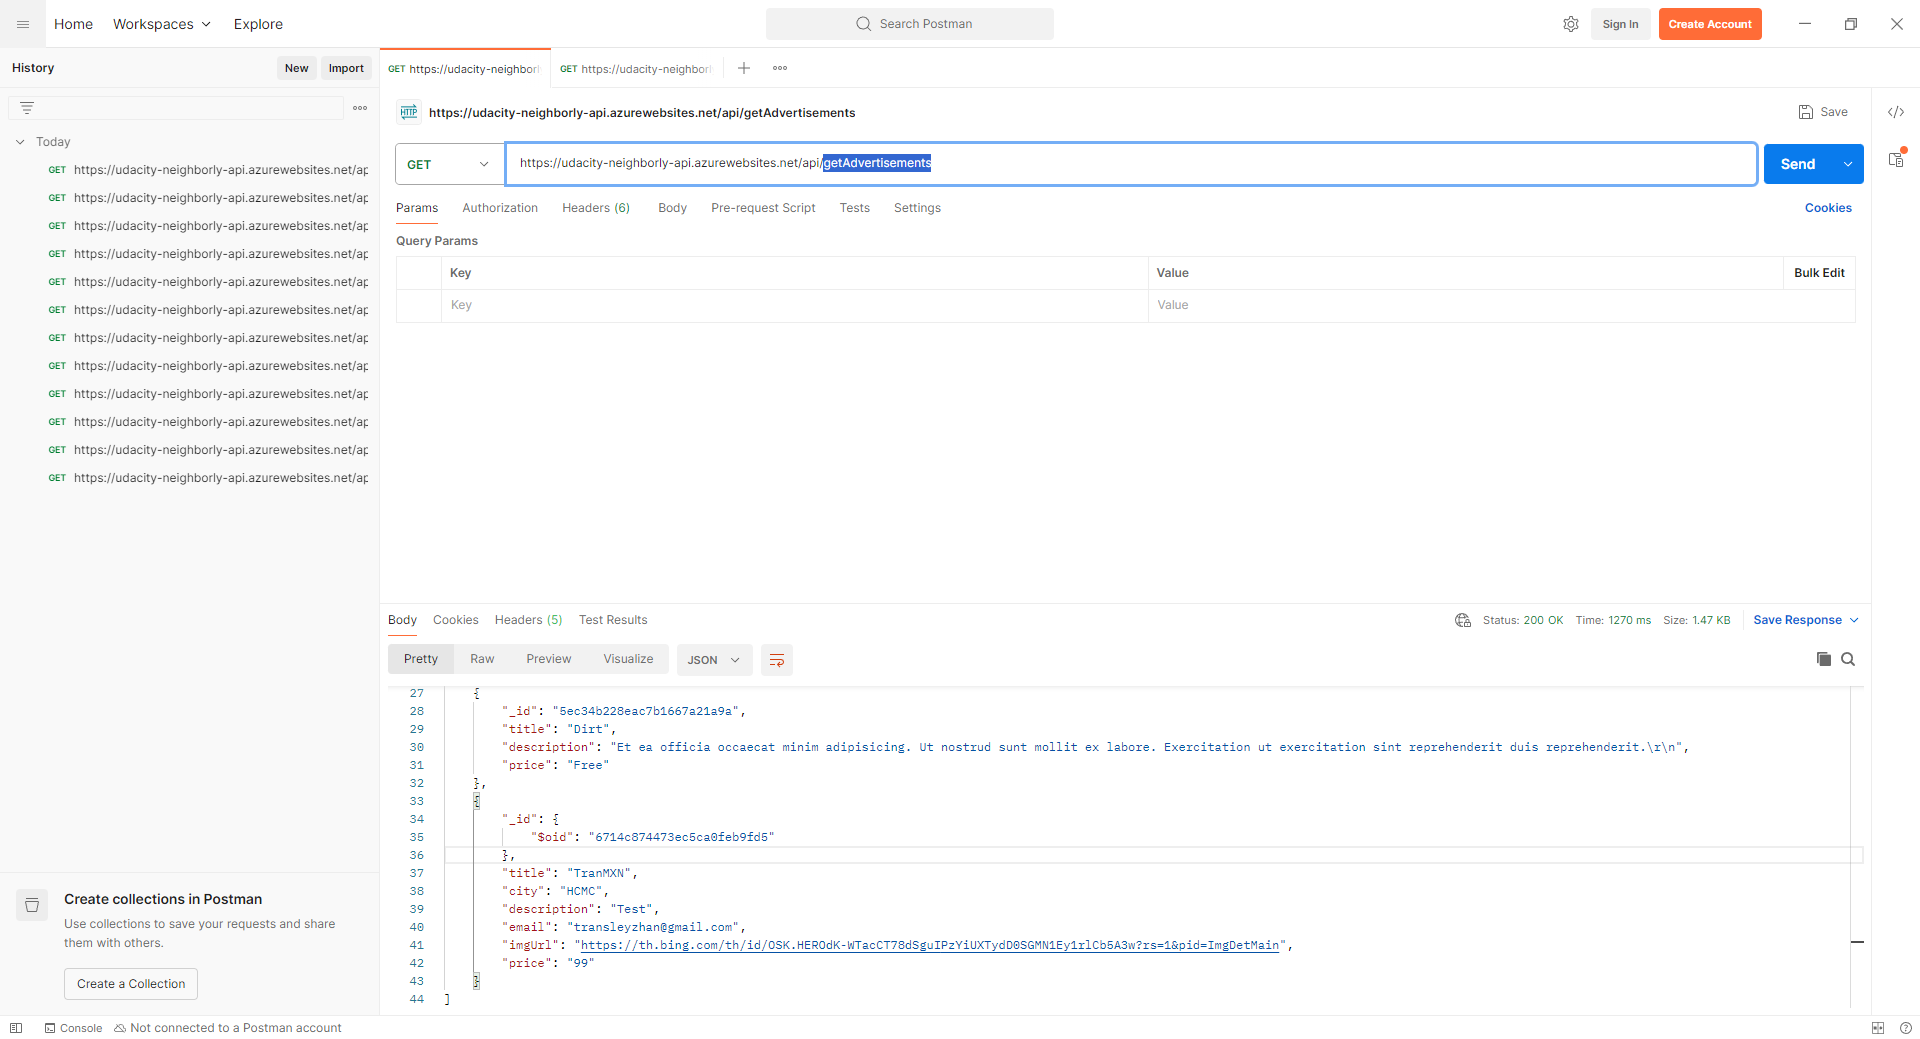 Home Workspaces Explore
Search Postman
Sign In Create Account
History New Import
GET https://udacity-neighbor GET https://udacity-neighbor
Today
GET https://udacity-neighborly-api.azurewebsites.net/ap
GET https://udacity-neighborly-api.azurewebsites.net/ap
GET https://udacity-neighborly-api.azurewebsites.net/ap
GET https://udacity-neighborly-api.azurewebsites.net/ap
GET https://udacity-neighborly-api.azurewebsites.net/ap
GET https://udacity-neighborly-api.azurewebsites.net/ap
GET https://udacity-neighborly-api.azurewebsites.net/ap
GET https://udacity-neighborly-api.azurewebsites.net/ap
GET https://udacity-neighborly-api.azurewebsites.net/ap
GET https://udacity-neighborly-api.azurewebsites.net/ap
GET https://udacity-neighborly-api.azurewebsites.net/ap
GET https://udacity-neighborly-api.azurewebsites.net/ap
Create collections in Postman
Use collections to save your requests and share
them with others.
Create a Collection
HTTP https://udacity-neighborly-api.azurewebsites.net/api/getAdvertisements Save
GET https://udacity-neighborly-api.azurewebsites.net/api/getAdvertisements Send
Params Authorization Headers (6) Body Pre-request Script Tests Settings Cookies
Query Params
Key Value Bulk Edit
Key Value
Body Cookies Headers (5) Test Results Status: 200 OK Time: 1270 ms Size: 1.47 KB Save Response
Pretty Raw Preview Visualize JSON
27 {
28 "_id": "5ec34b228eac7b1667a21a9a",
29 "title": "Dirt",
30 "description": "Et ea officia occaecat minim adipisicing. Ut nostrud sunt mollit ex labore. Exercitation ut exercitation sint reprehenderit duis reprehenderit.\r\n",
31 "price": "Free"
32 },
33 {
34 "_id": {
35 "$oid": "6714c874473ec5ca0feb9fd5"
36 },
37 "title": "TranMXN",
38 "city": "HCMC",
39 "description": "Test",
40 "email": "transleyzhan@gmail.com",
41 "imgUrl": "https://th.bing.com/th/id/OSK.HEROdK-WTacCT78dSguIPzYiUXTydD0SGMN1Ey1rlCb5A3w?rs=1&pid=ImgDetMain",
42 "price": "99"
43 }
44 ]
Console Not connected to a Postman account